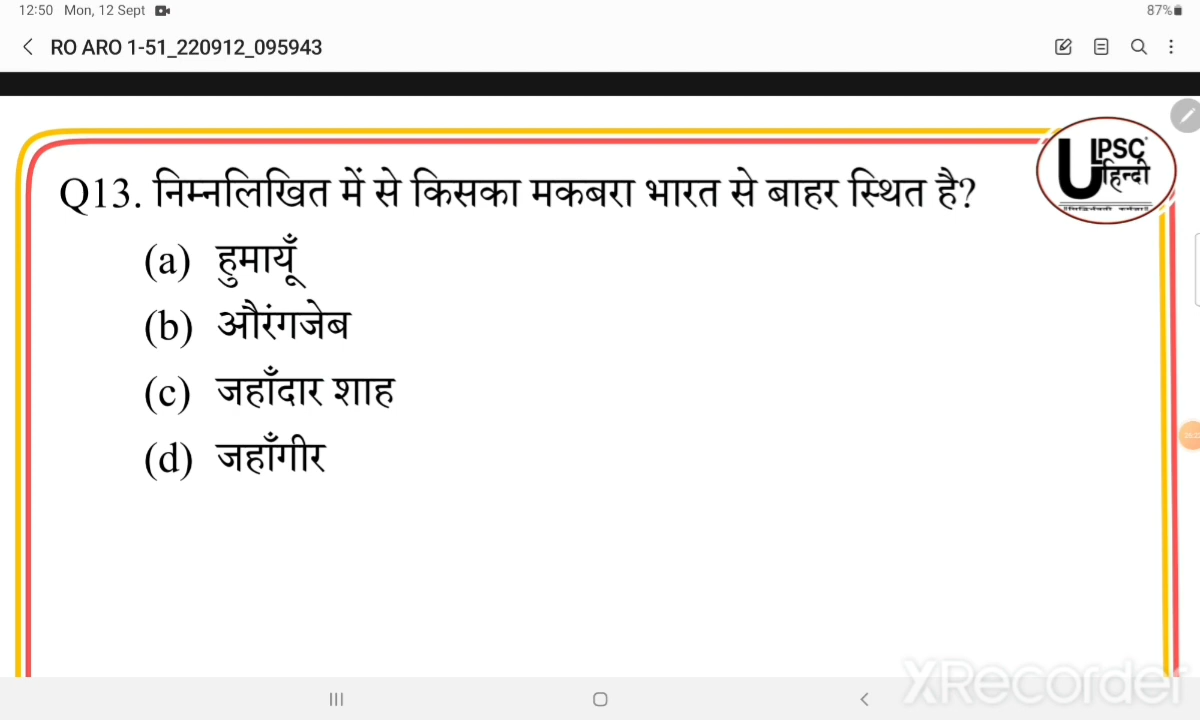 12:50 Mon, 12 Sept
87%
RO ARO 1-51_220912_095943
UPSC
हिन्दी
Q13. निम्नलिखित में से किसका मकबरा भारत से बाहर स्थित है?
(a) हुमायूँ
(b) औरंगजेब
(c) जहाँदार शाह
(d) जहाँगीर
XRecorder